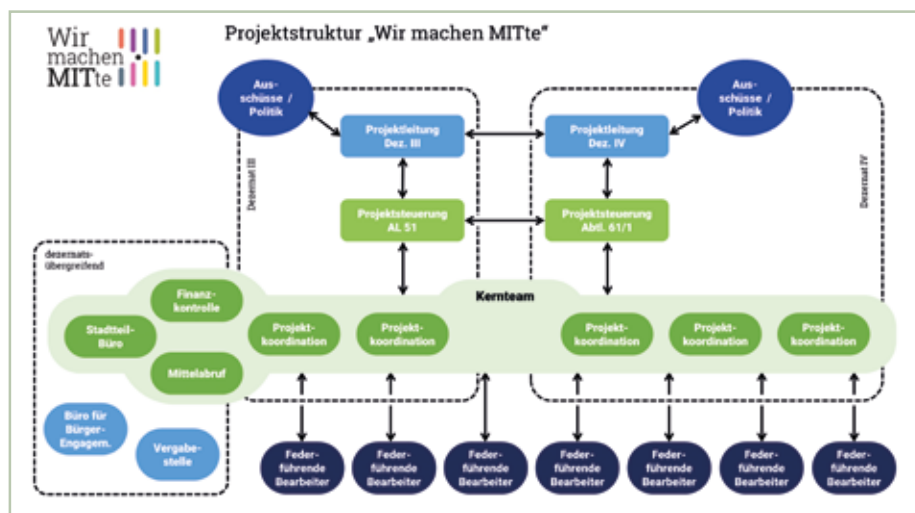 Wir
machen
MITte
Projektstruktur „Wir machen MITte“
Aus-
schüsse /
Politik
Projektleitung
Dez. III
Projektleitung
Dez. IV
Aus-
schüsse /
Politik
Dezernat III
Dezernat IV
Projektsteuerung
AL 51
Projektsteuerung
Abtl. 61/1
dezernats-
übergreifend
Kernteam
Finanz-
kontrolle
Stadtteil-
Büro
Mittelabruf
Projekt-
koordination
Projekt-
koordination
Projekt-
koordination
Projekt-
koordination
Projekt-
koordination
Büro für
Bürger-
Engagem.
Vergabe-
stelle
Feder-
führende
Bearbeiter
Feder-
führende
Bearbeiter
Feder-
führende
Bearbeiter
Feder-
führende
Bearbeiter
Feder-
führende
Bearbeiter
Feder-
führende
Bearbeiter
Feder-
führende
Bearbeiter